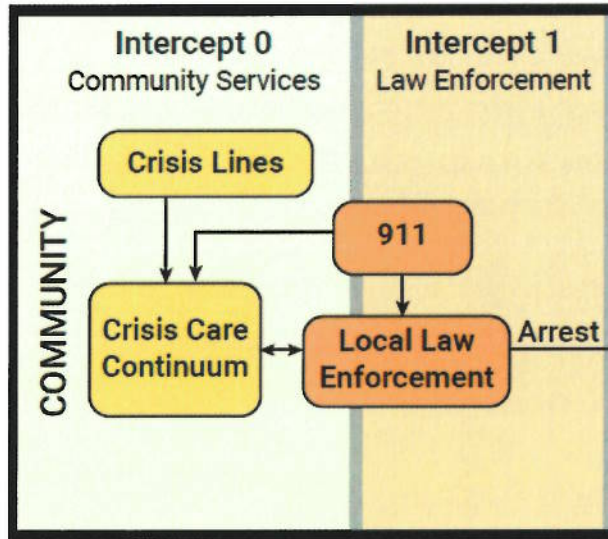 Intercept 0
Community Services
Intercept 1
Law Enforcement
COMMUNITY
Crisis Lines
911
Crisis Care
Continuum
Local Law
Enforcement
Arrest